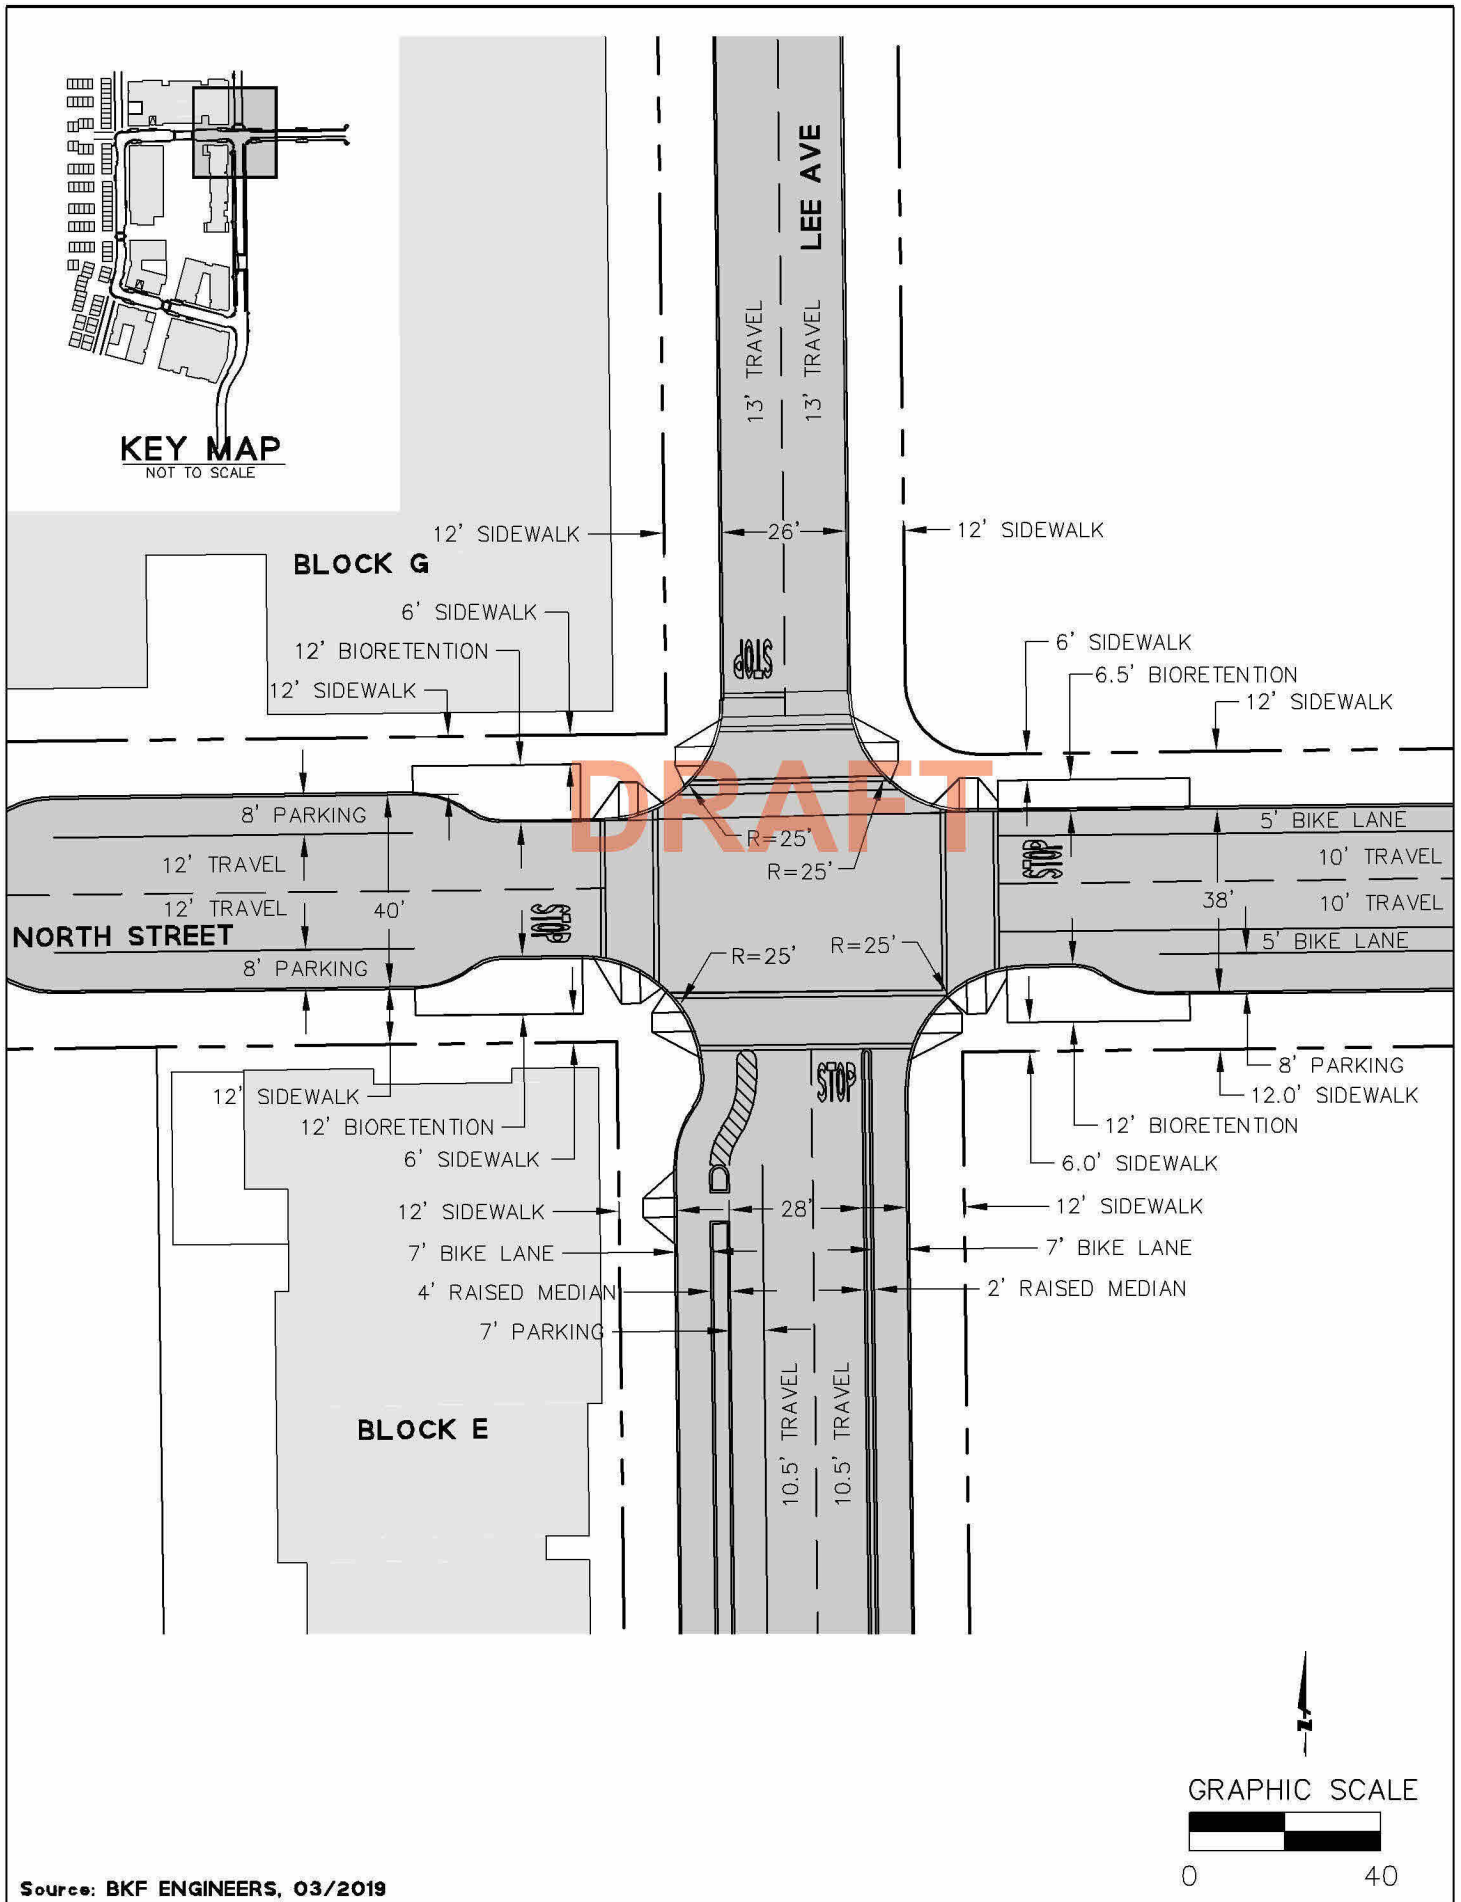 LEE AVE
13' TRAVEL
13' TRAVEL
KEY MAP
NOT TO SCALE
12' SIDEWALK
26'
12' SIDEWALK
BLOCK G
6' SIDEWALK
12' BIORETENTION
12' SIDEWALK
STOP
6' SIDEWALK
6.5' BIORETENTION
12' SIDEWALK
DRAFT
8' PARKING
12' TRAVEL
12' TRAVEL
40'
NORTH STREET
8' PARKING
STOP
R=25'
R=25'
R=25'
R=25'
STOP
5' BIKE LANE
10' TRAVEL
38'
10' TRAVEL
5' BIKE LANE
12' SIDEWALK
12' BIORETENTION
6' SIDEWALK
STOP
8' PARKING
12.0' SIDEWALK
12' BIORETENTION
6.0' SIDEWALK
12' SIDEWALK
28'
12' SIDEWALK
7' BIKE LANE
7' BIKE LANE
4' RAISED MEDIAN
2' RAISED MEDIAN
7' PARKING
10.5' TRAVEL
10.5' TRAVEL
BLOCK E
N
GRAPHIC SCALE
0 40
Source: BKF ENGINEERS, 03/2019